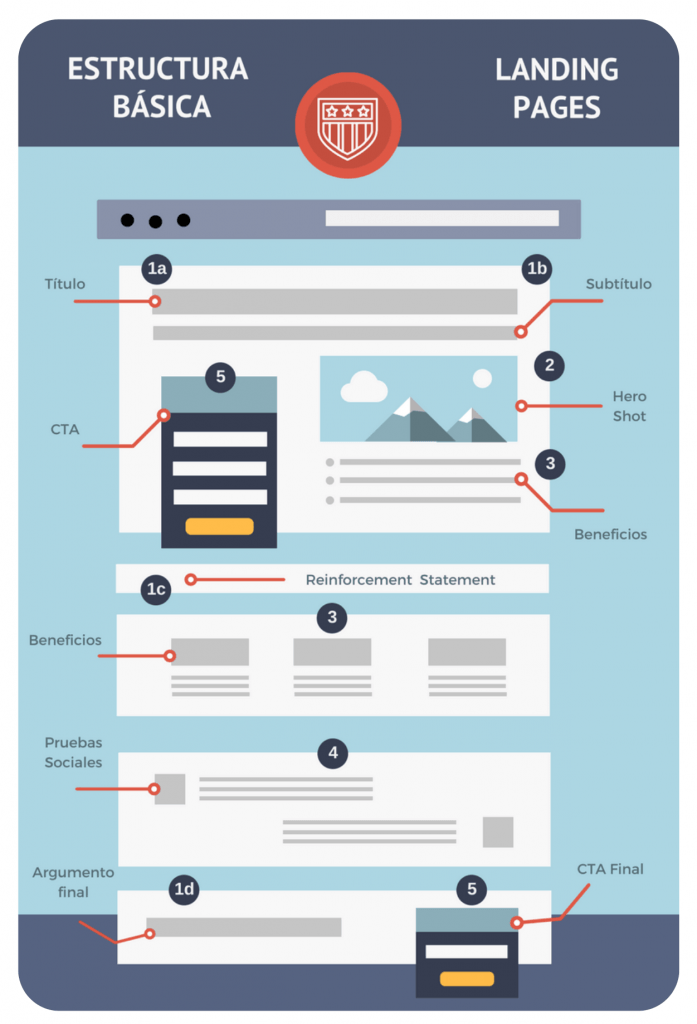 ESTRUCTURA
BÁSICA
LANDING
PAGES
1a
1b
Título
Subtítulo
5
2
CTA
Hero
Shot
3
Beneficios
1c
Reinforcement Statement
3
Beneficios
4
Pruebas
Sociales
Argumento
final
1d
5
CTA Final